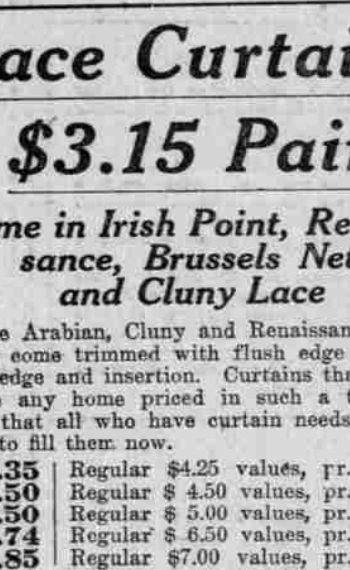 ace Curtai
$3.15 Pai
me in Irish Point, Re
sance, Brussels Net
and Cluny Lace
e Arabian, Cluny and Renaissan
come trimmed with flush edge
edge and insertion. Curtains tha
any home priced in such a
that all who have curtain needs
to fill them now.
.35 Regular $4.25 values, pr.
.50 Regular $ 4.50 values, pr.
.50 Regular $ 5.00 values, pr.
.74 Regular $ 6.50 values, pr.
.85 Regular $7.00 values, pr.